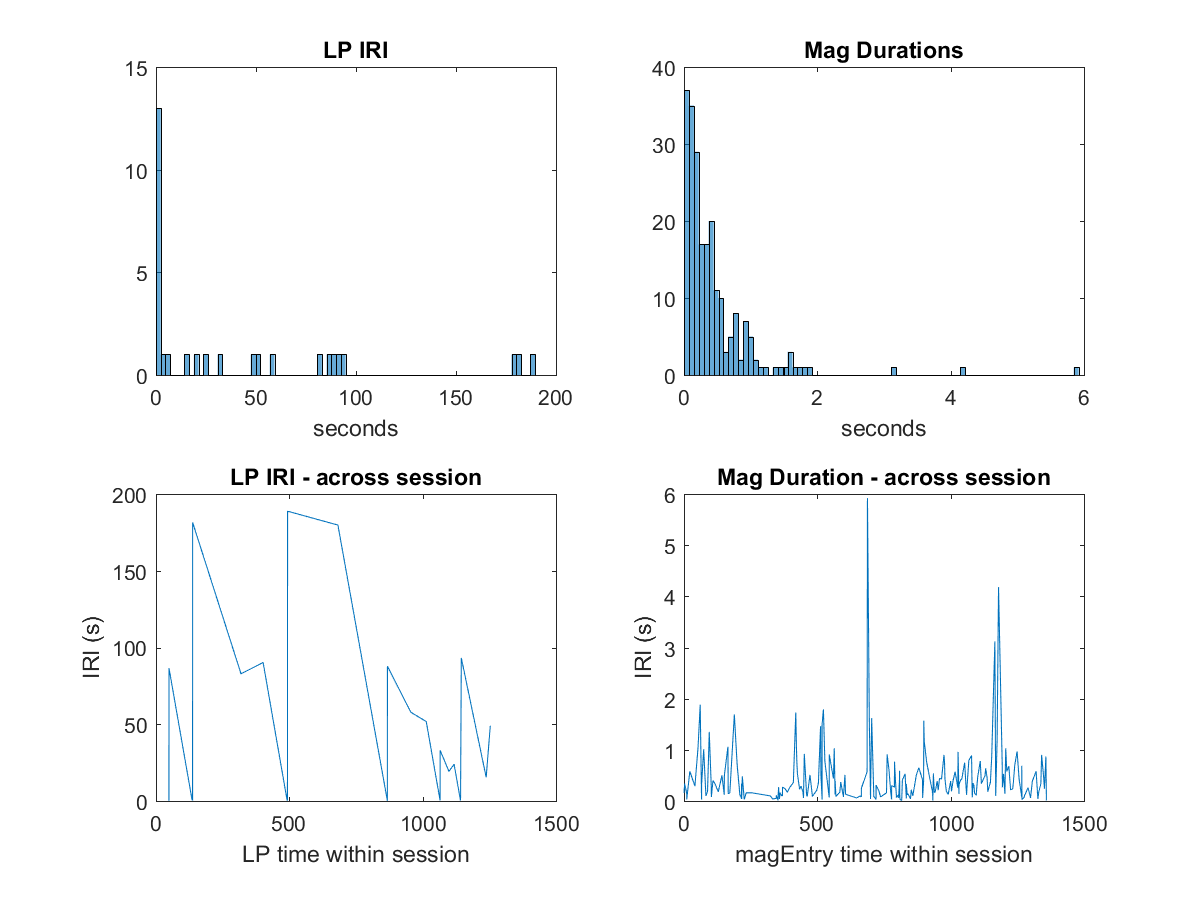 LP IRI
15
10
5
0
0 50 100 150 200
seconds
Mag Durations
40
30
20
10
0
0 2 4 6
seconds
LP IRI - across session
200
150
100
50
0
IRI (s)
0 500 1000 1500
LP time within session
Mag Duration - across session
6
5
4
3
2
1
0
IRI (s)
0 500 1000 1500
magEntry time within session